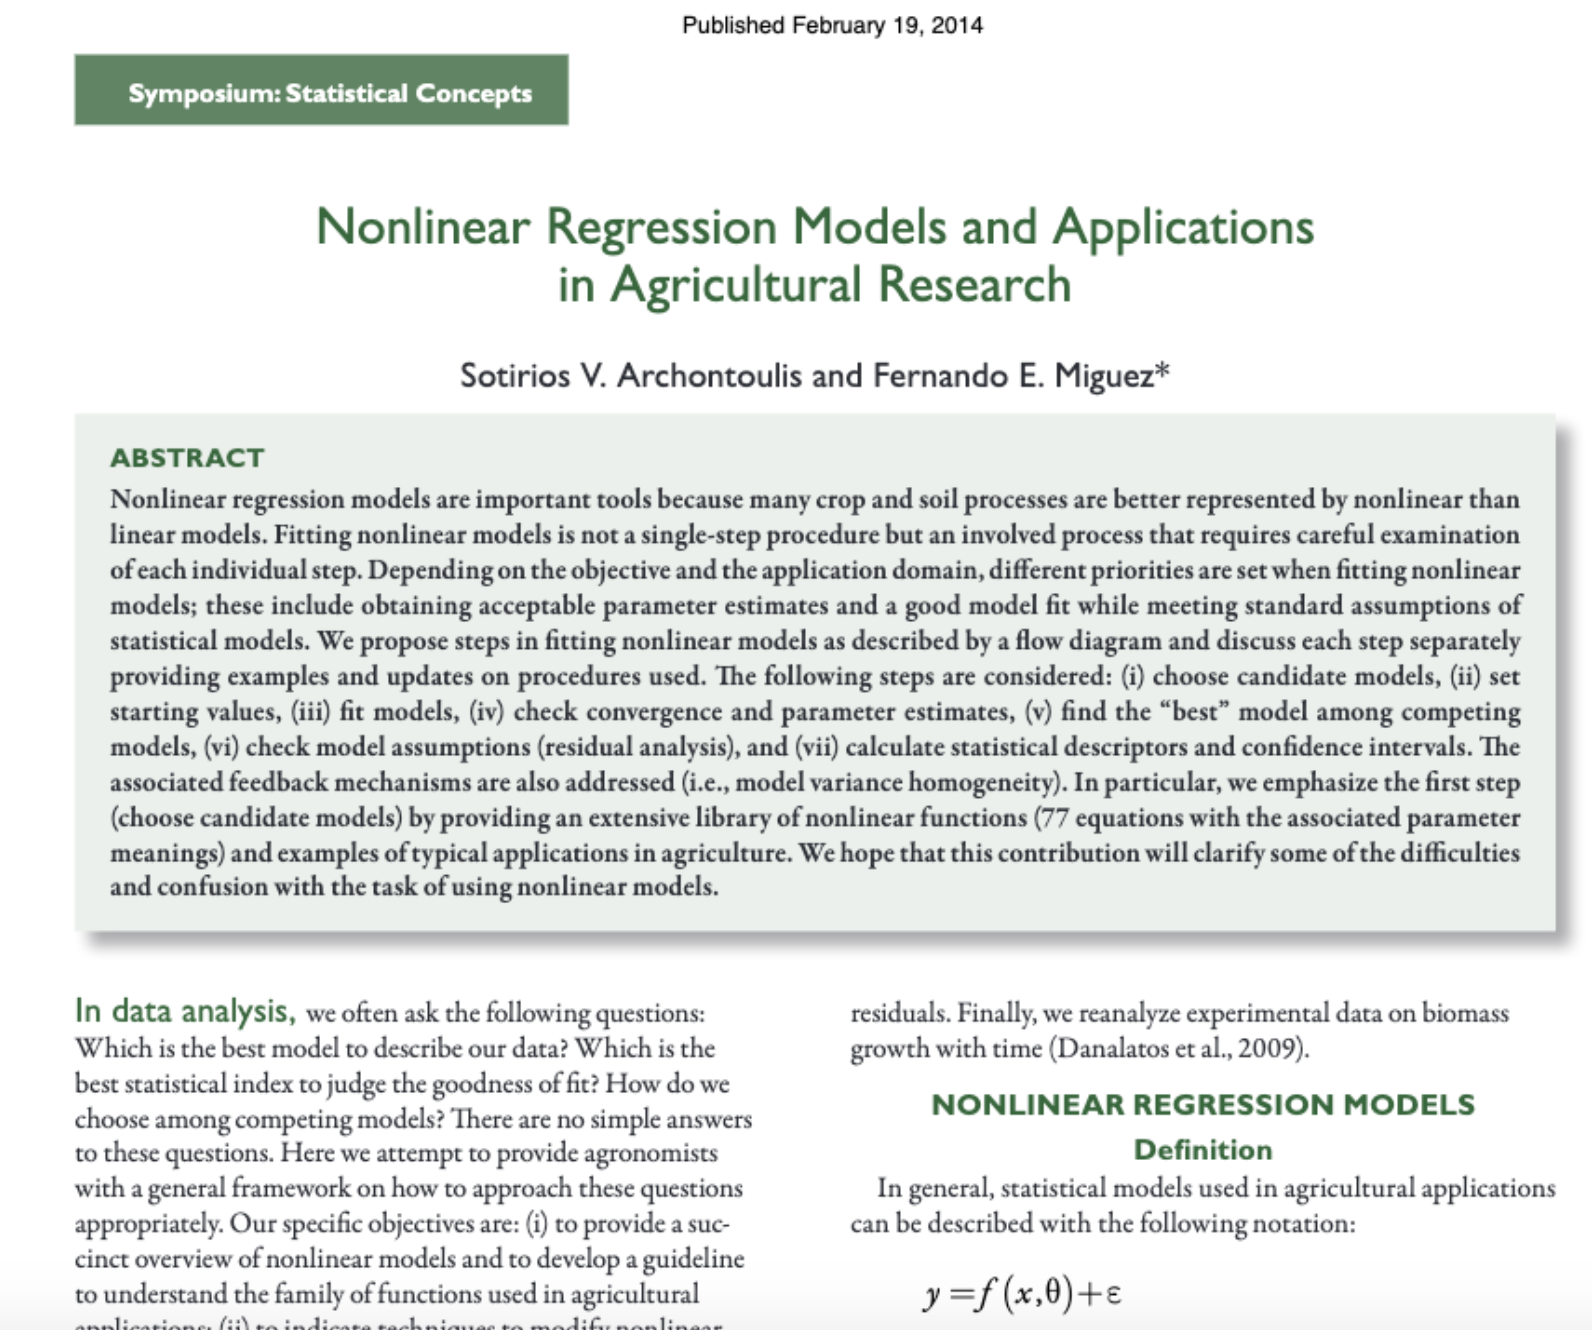 Published February 19, 2014
Symposium: Statistical Concepts
Nonlinear Regression Models and Applications
in Agricultural Research
Sotirios V. Archontoulis and Fernando E. Miguez*
ABSTRACT
Nonlinear regression models are important tools because many crop and soil processes are better represented by nonlinear than
linear models. Fitting nonlinear models is not a single-step procedure but an involved process that requires careful examination
of each individual step. Depending on the objective and the application domain, different priorities are set when fitting nonlinear
models; these include obtaining acceptable parameter estimates and a good model fit while meeting standard assumptions of
statistical models. We propose steps in fitting nonlinear models as described by a flow diagram and discuss each step separately
providing examples and updates on procedures used. The following steps are considered: (i) choose candidate models, (ii) set
starting values, (iii) fit models, (iv) check convergence and parameter estimates, (v) find the “best” model among competing
models, (vi) check model assumptions (residual analysis), and (vii) calculate statistical descriptors and confidence intervals. The
associated feedback mechanisms are also addressed (i.e., model variance homogeneity). In particular, we emphasize the first step
(choose candidate models) by providing an extensive library of nonlinear functions (77 equations with the associated parameter
meanings) and examples of typical applications in agriculture. We hope that this contribution will clarify some of the difficulties
and confusion with the task of using nonlinear models.
In data analysis, we often ask the following questions:
Which is the best model to describe our data? Which is the
best statistical index to judge the goodness of fit? How do we
choose among competing models? There are no simple answers
to these questions. Here we attempt to provide agronomists
with a general framework on how to approach these questions
appropriately. Our specific objectives are: (i) to provide a suc-
cinct overview of nonlinear models and to develop a guideline
to understand the family of functions used in agricultural
applications; (ii) to indicate techniques to modify nonlinear
residuals. Finally, we reanalyze experimental data on biomass
growth with time (Danalatos et al., 2009).
NONLINEAR REGRESSION MODELS
Definition
In general, statistical models used in agricultural applications
can be described with the following notation:
y =f (x,θ)+ε